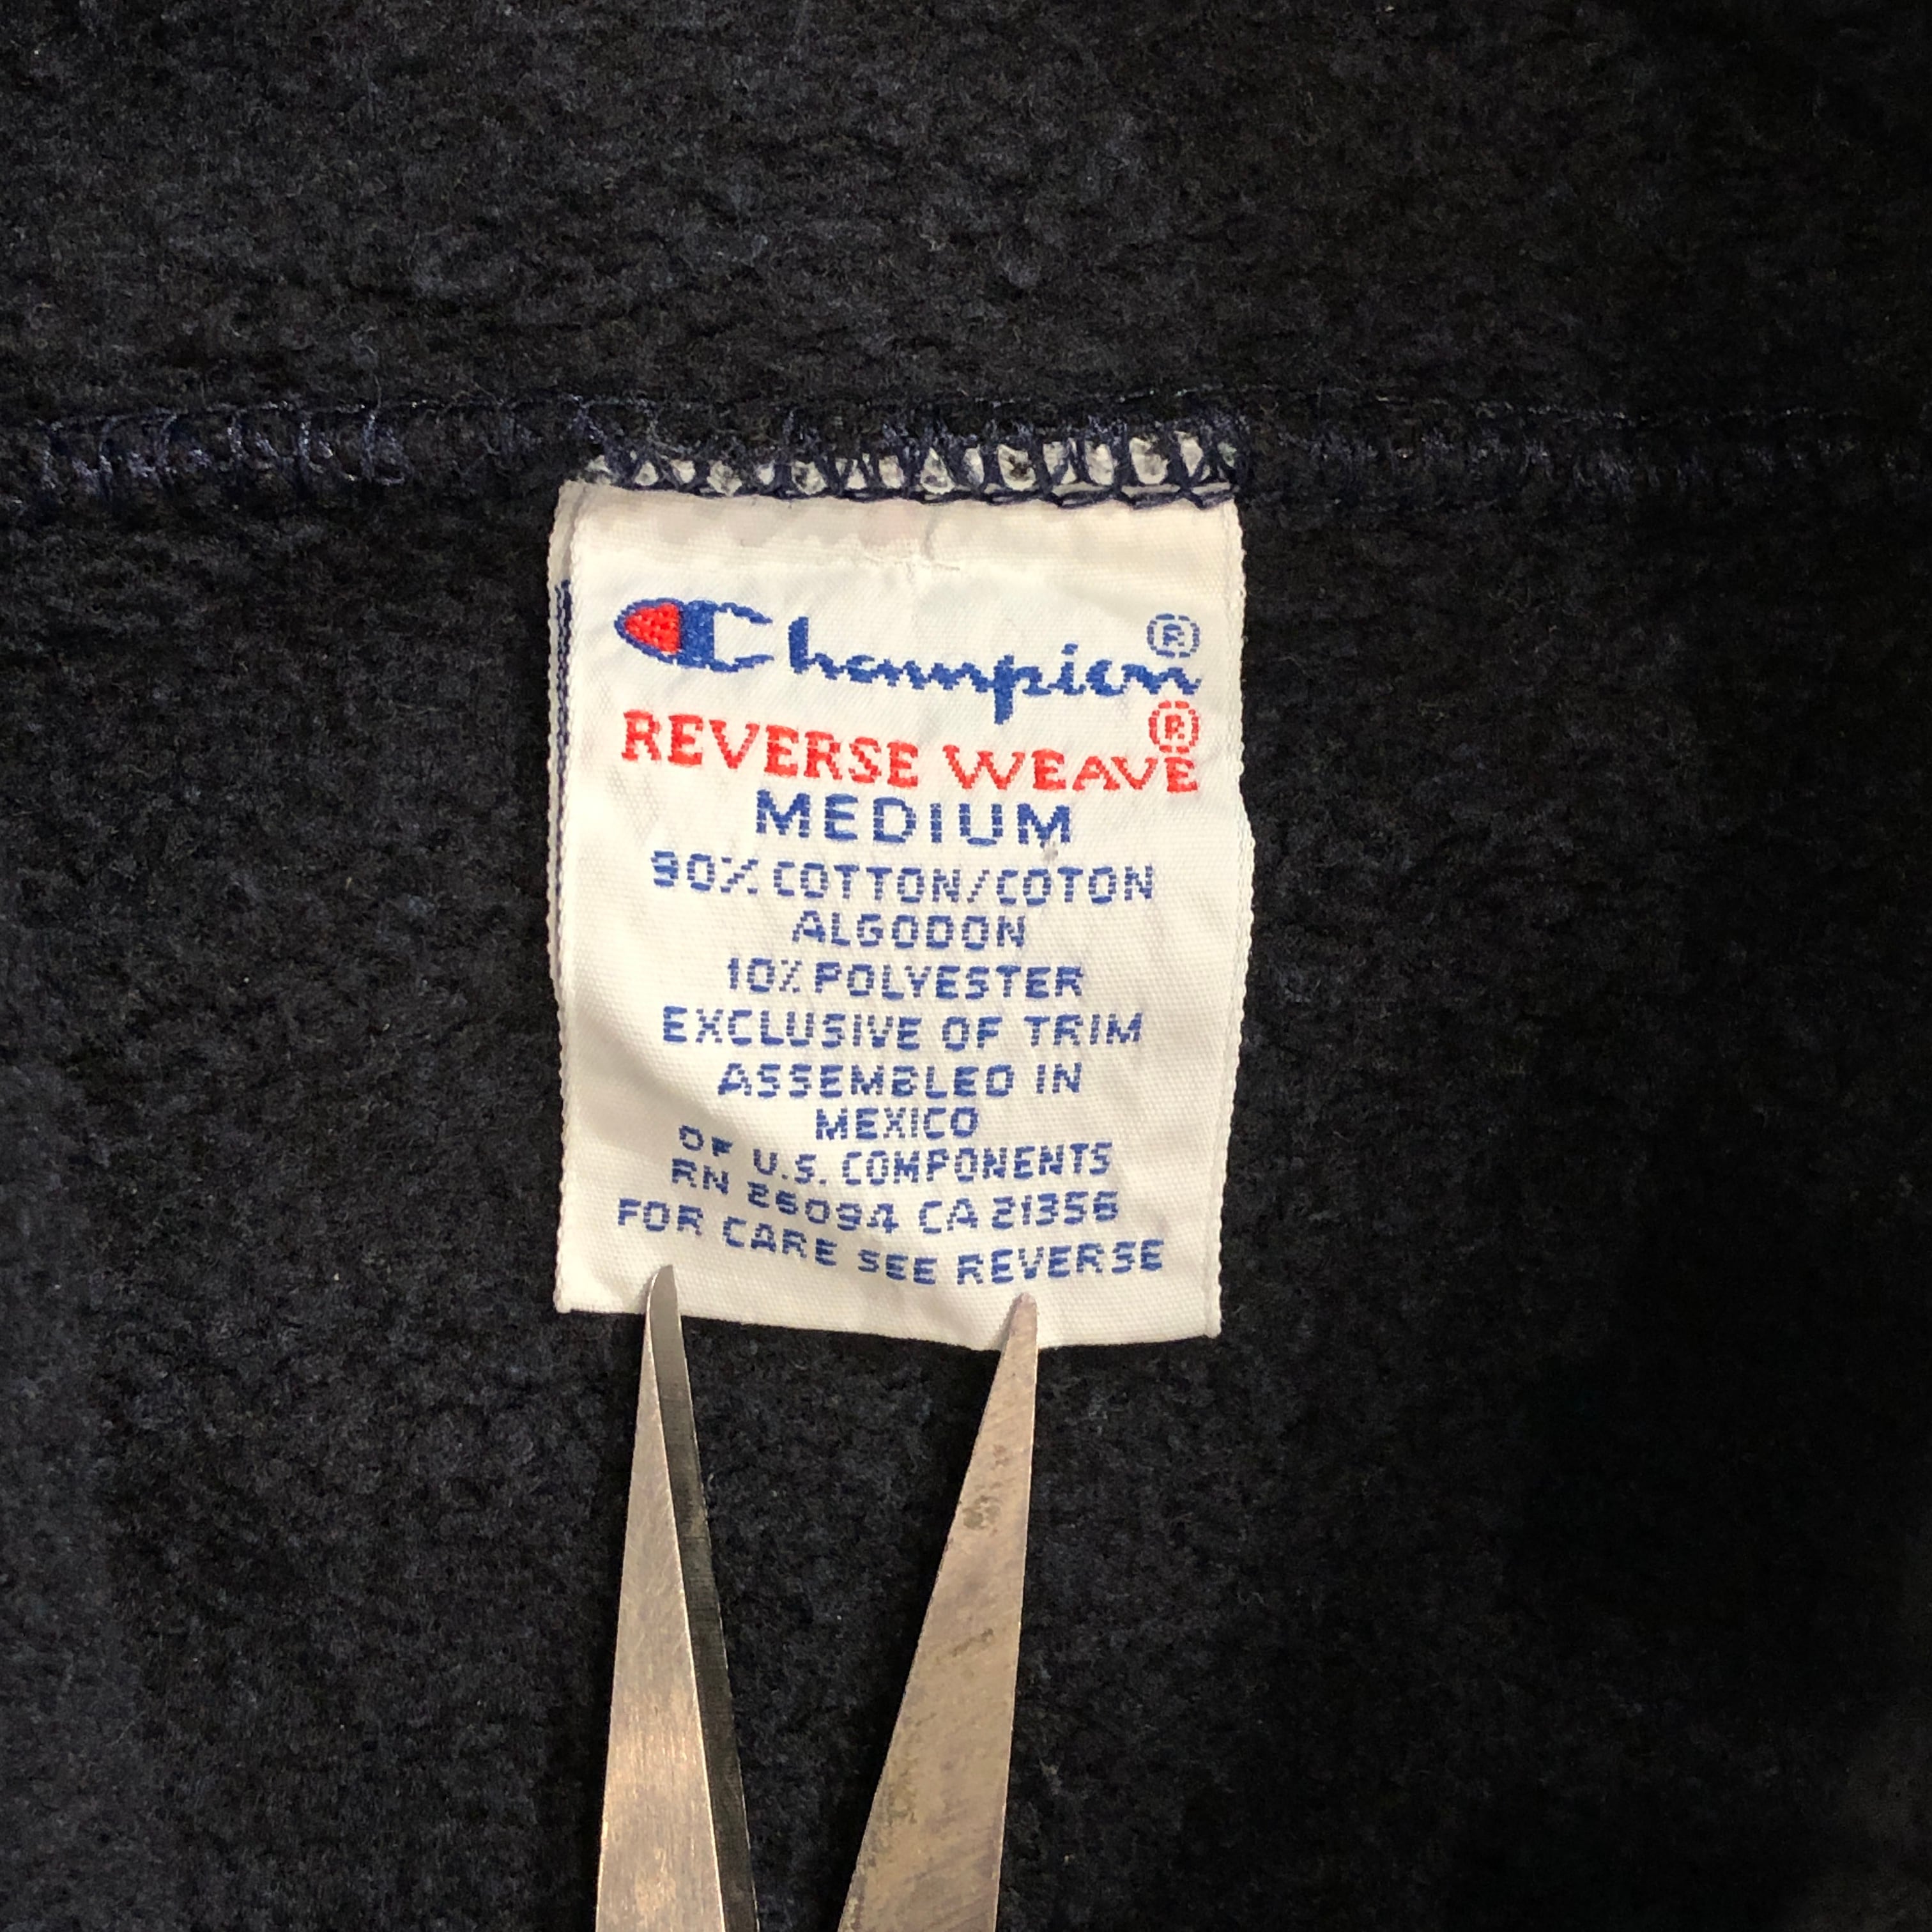 Champion®
REVERSE WEAVE®
MEDIUM
90% COTTON/COTON
ALGODON
10% POLYESTER
EXCLUSIVE OF TRIM
ASSEMBLED IN
MEXICO
OF U.S. COMPONENTS
RN 26094 CA 21356
FOR CARE SEE REVERSE